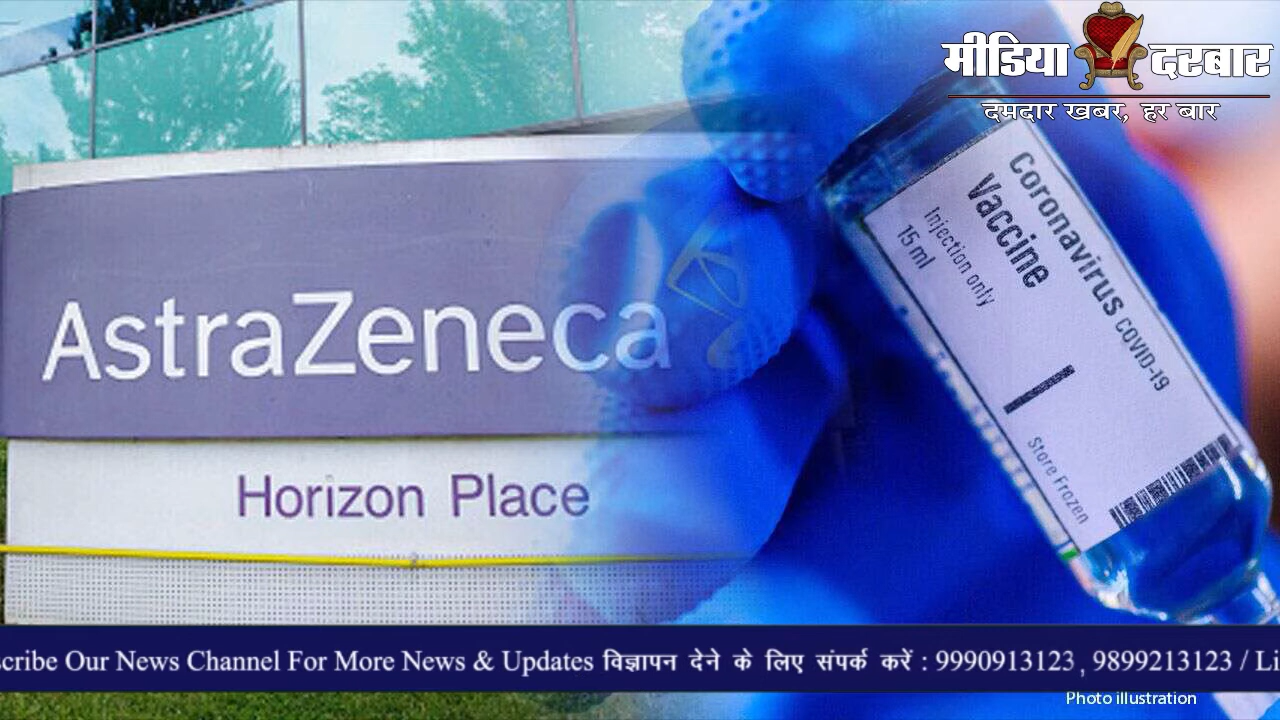 मीडिया दरबार
दमदार खबर, हर बार
AstraZeneca
Horizon Place
Coronavirus COVID-19
Vaccine
Injection only
15 ml
Store Frozen
scribe Our News Channel For More News & Updates विज्ञापन देने के लिए संपर्क करें : 9990913123, 9899213123 / Li
Photo illustration